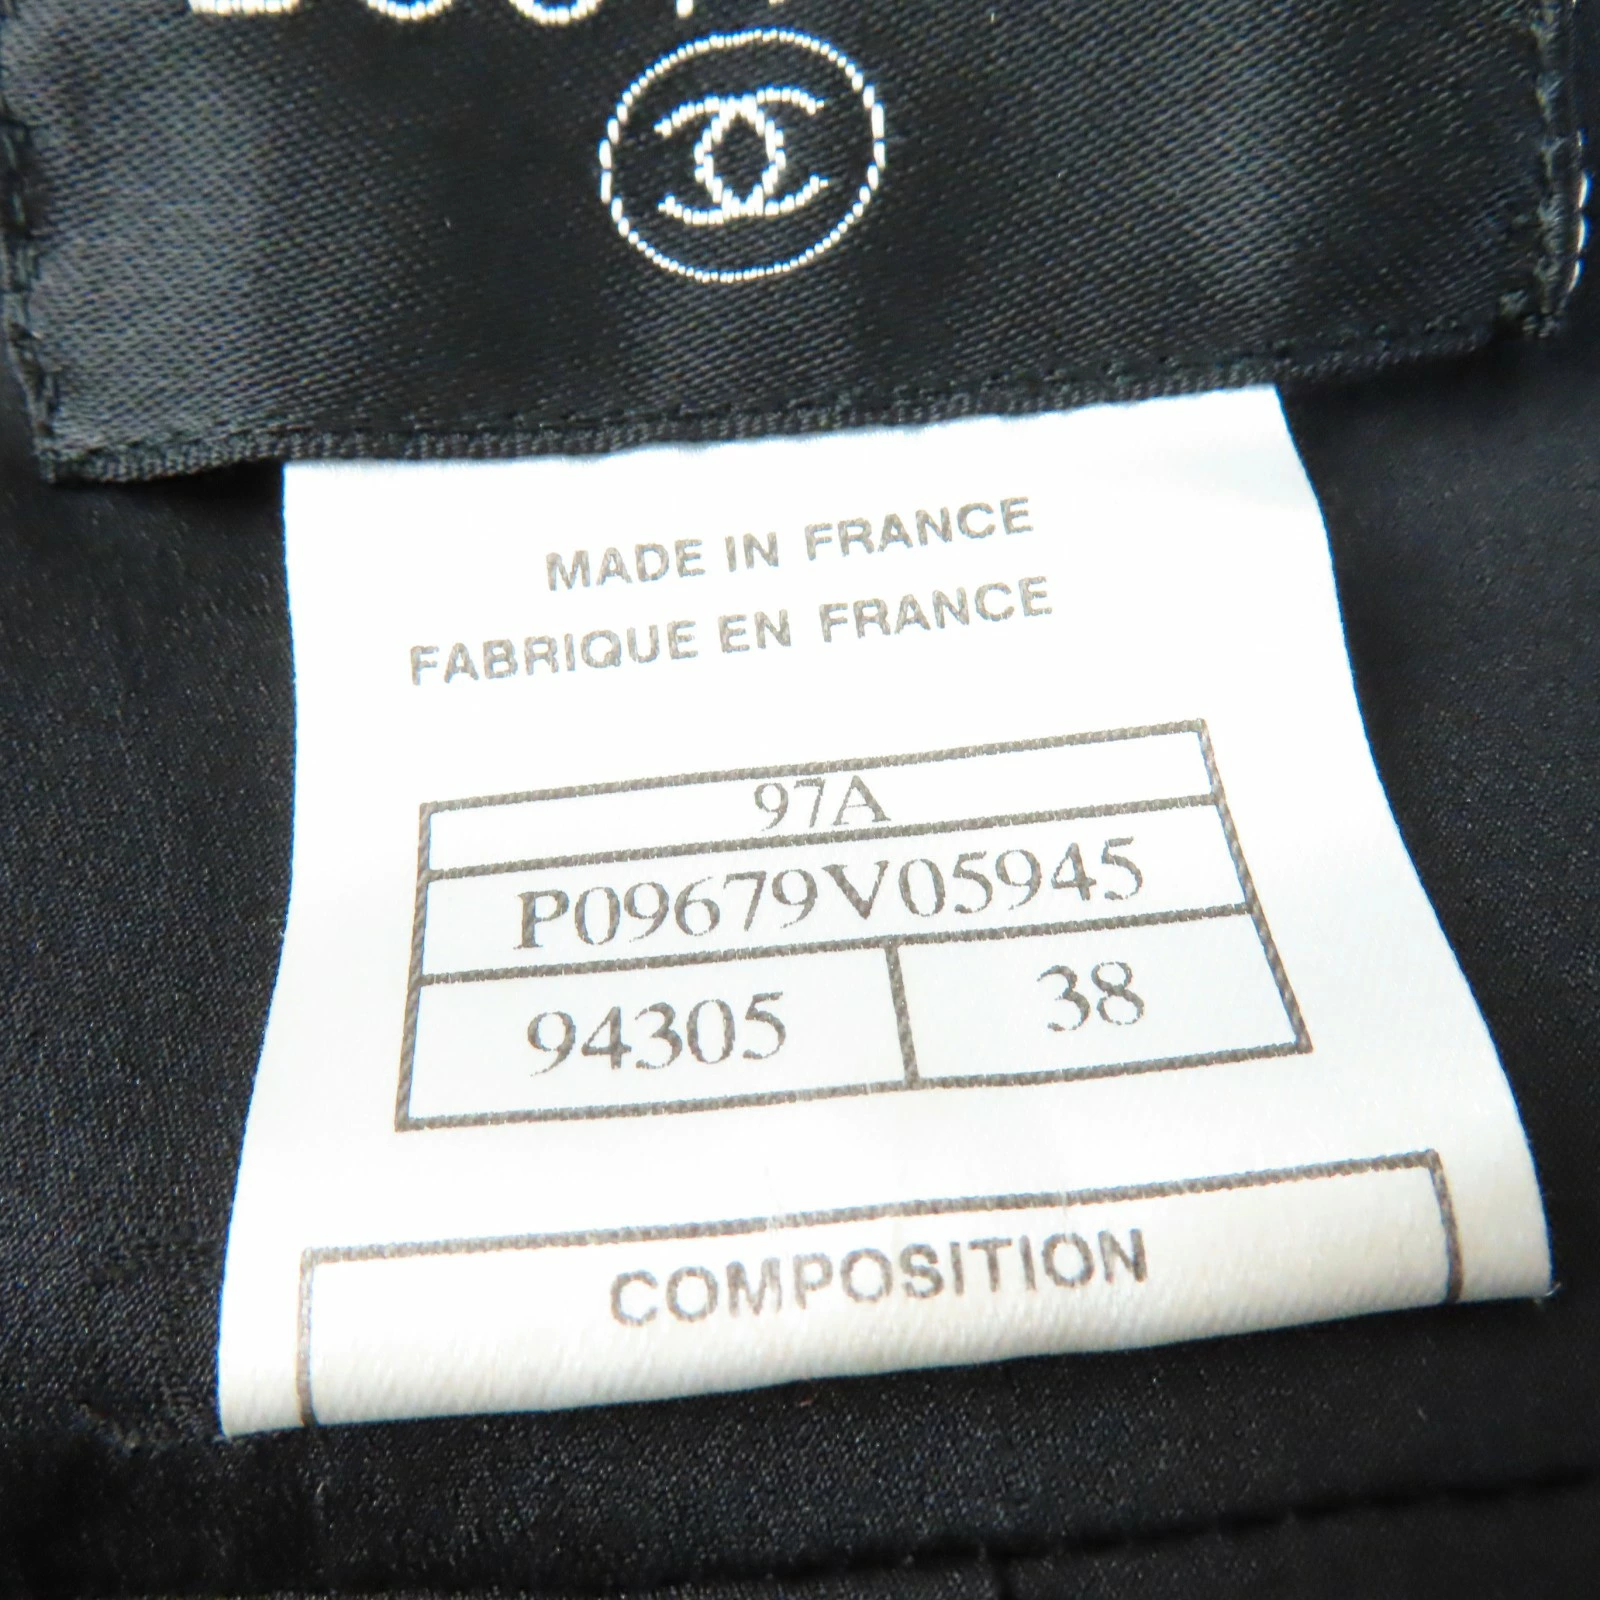 MADE IN FRANCE
FABRIQUE EN FRANCE
97A
P09679V05945
94305 38
COMPOSITION